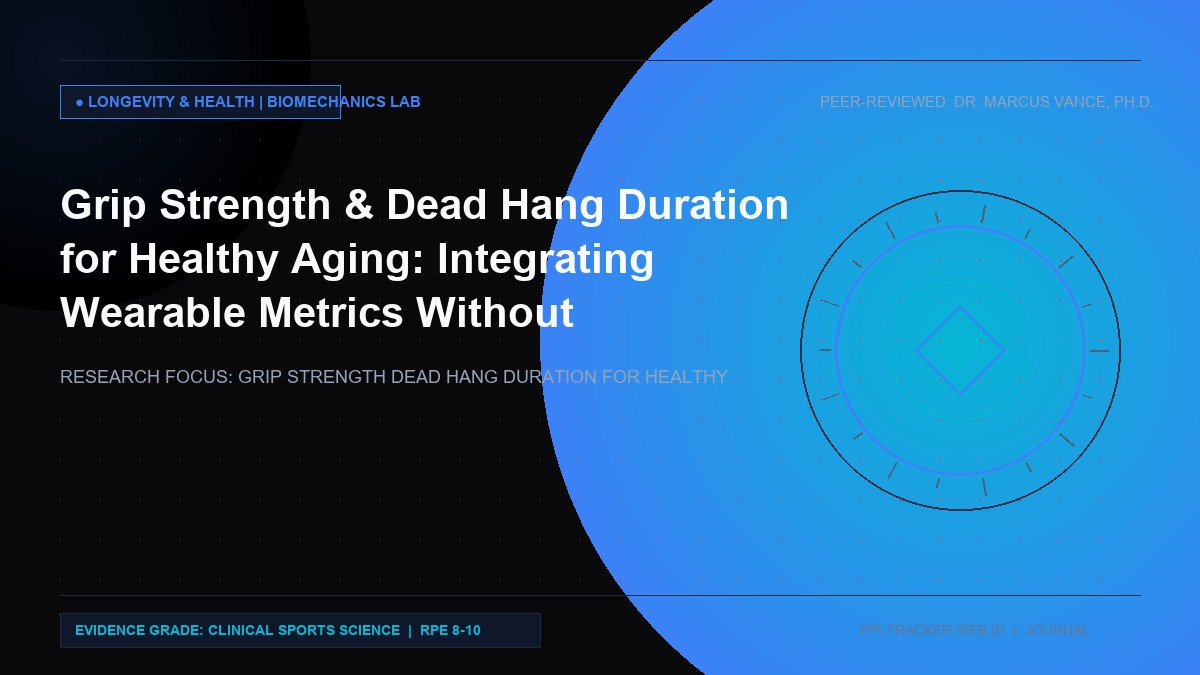 ● LONGEVITY & HEALTH | BIOMECHANICS LAB
PEER-REVIEWED: DR. MARCUS VANCE, PH.D.
Grip Strength & Dead Hang Duration
for Healthy Aging: Integrating
Wearable Metrics Without
RESEARCH FOCUS: GRIP STRENGTH DEAD HANG DURATION FOR HEALTHY
EVIDENCE GRADE: CLINICAL SPORTS SCIENCE | RPE 8-10
PPLTRACKER.WEB.ID | JOURNAL